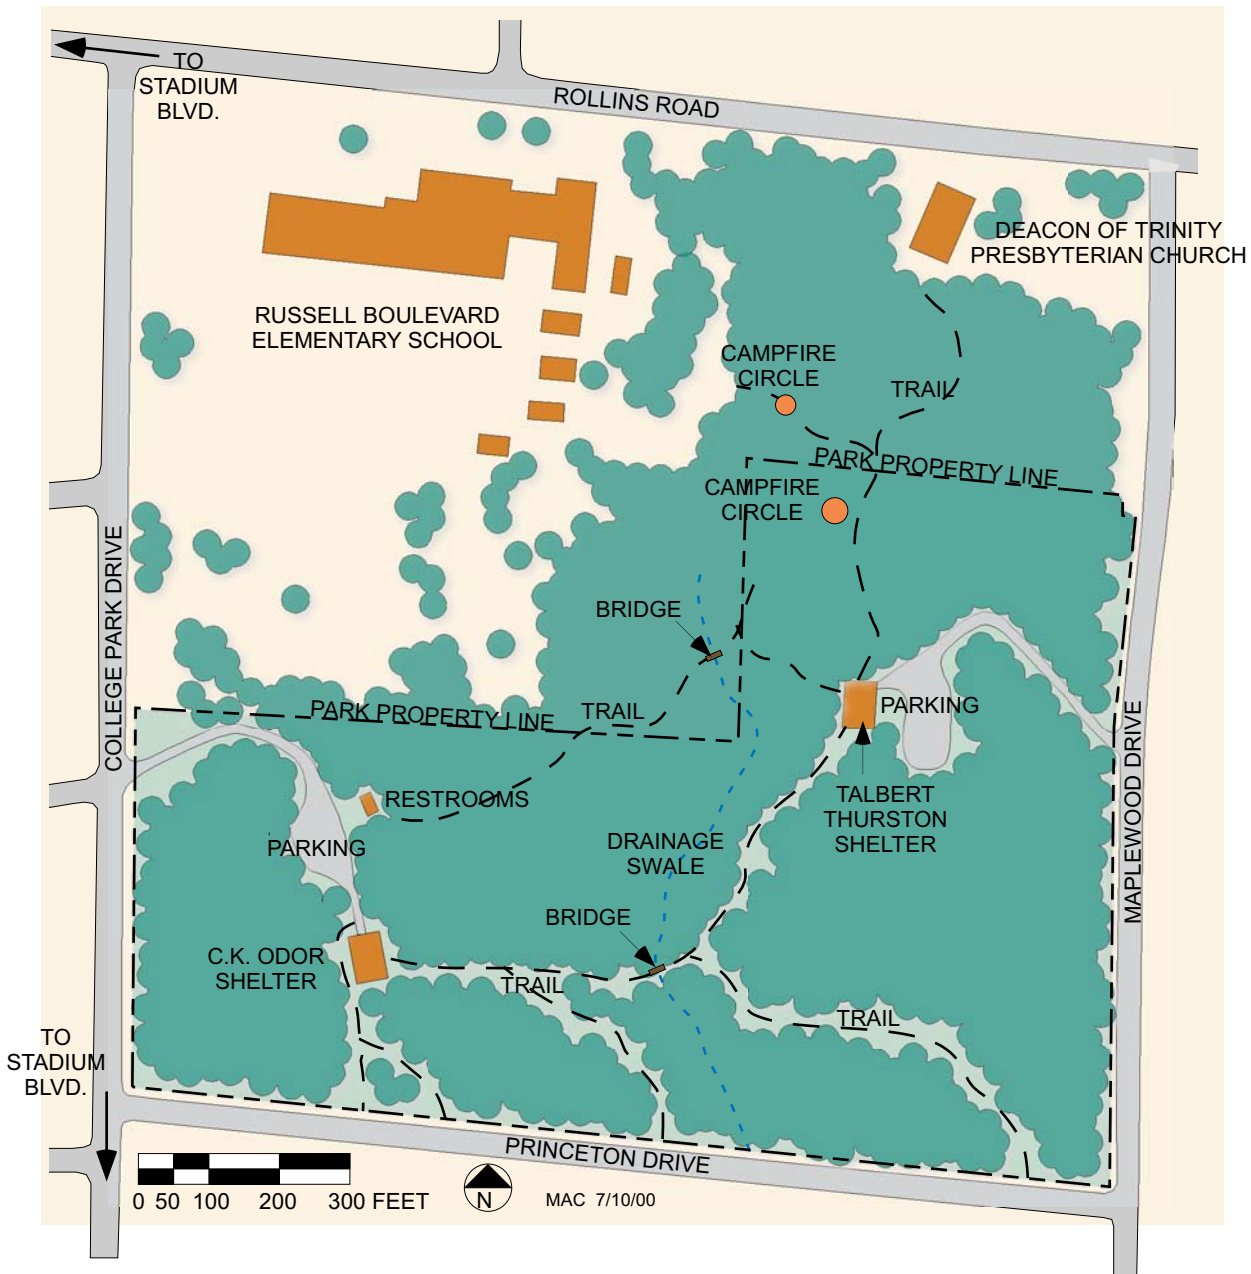 TO
STADIUM
BLVD.
ROLLINS ROAD
DEACON OF TRINITY
PRESBYTERIAN CHURCH
RUSSELL BOULEVARD
ELEMENTARY SCHOOL
CAMPFIRE
CIRCLE
TRAIL
PARK PROPERTY LINE
CAMPFIRE
CIRCLE
COLLEGE PARK DRIVE
BRIDGE
PARK PROPERTY LINE
TRAIL
PARKING
MAPLEWOOD DRIVE
RESTROOMS
TALBERT
THURSTON
SHELTER
PARKING
DRAINAGE
SWALE
BRIDGE
C.K. ODOR
SHELTER
TRAIL
TRAIL
TO
STADIUM
BLVD.
PRINCETON DRIVE
0 50 100 200 300 FEET
N
MAC 7/10/00